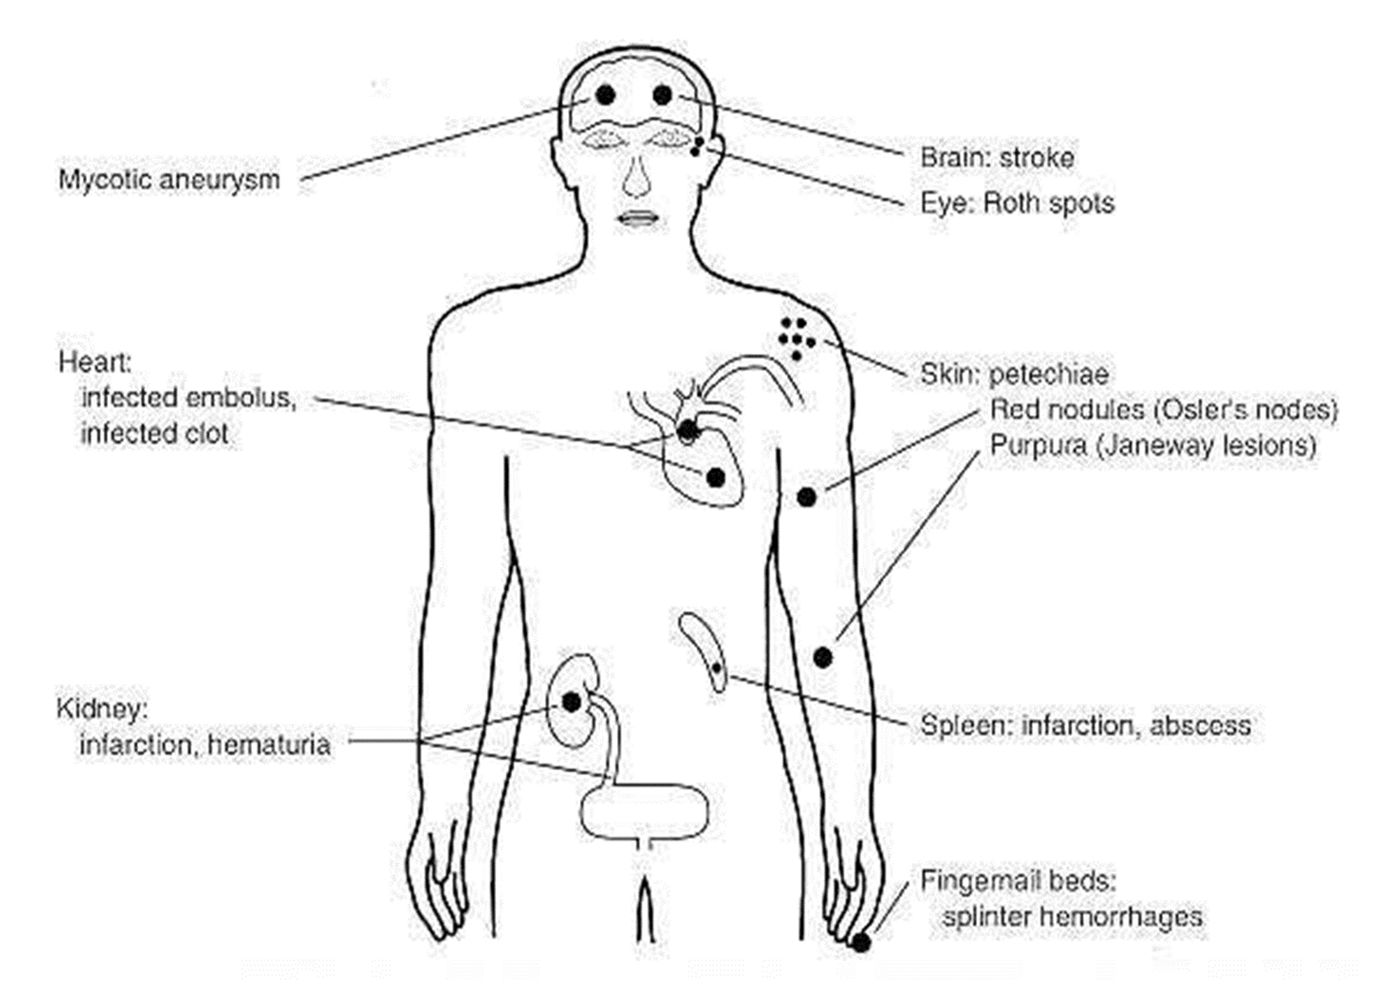 Mycotic aneurysm
Brain: stroke
Eye: Roth spots
Heart:
infected embolus,
infected clot
Skin: petechiae
Red nodules (Osler's nodes)
Purpura (Janeway lesions)
Kidney:
infarction, hematuria
Spleen: infarction, abscess
Fingernail beds:
splinter hemorrhages